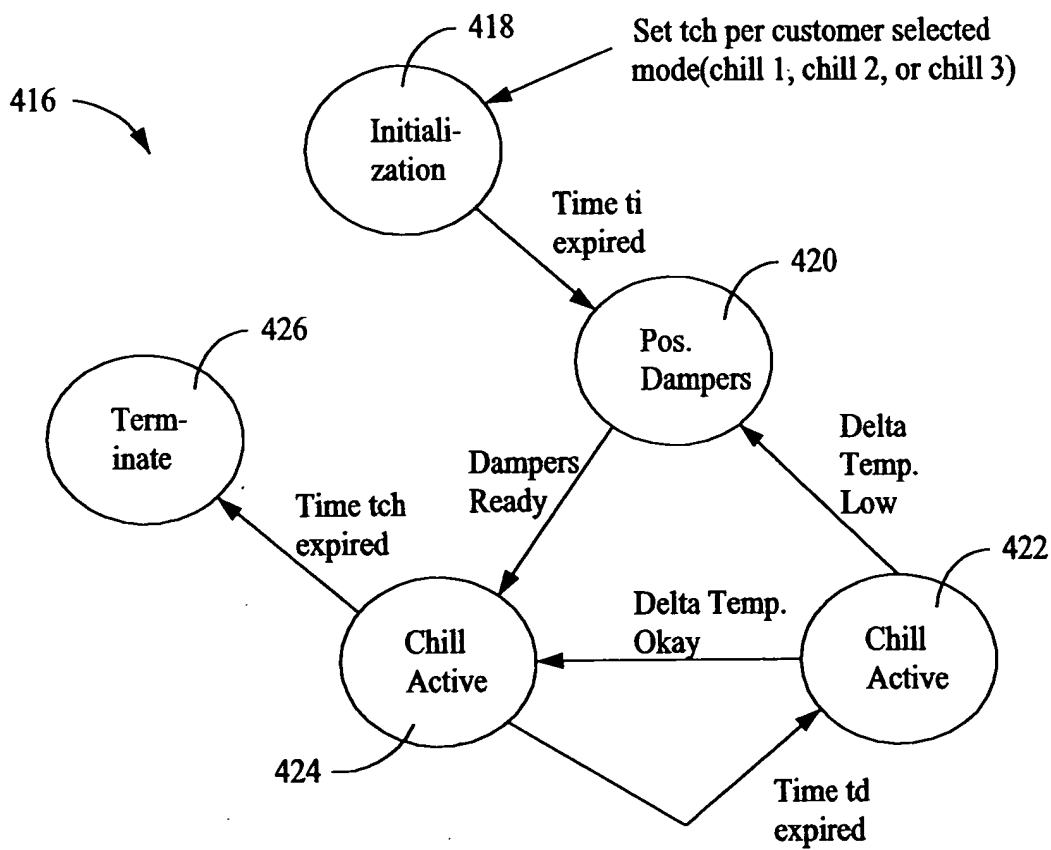 418
Set tch per customer selected
mode(chill 1, chill 2, or chill 3)
416
Initiali-
zation
Time ti
expired
420
426
Pos.
Dampers
Term-
inate
Delta
Temp.
Low
Dampers
Ready
Time tch
expired
422
Delta Temp.
Okay
Chill
Active
Chill
Active
424
Time td
expired